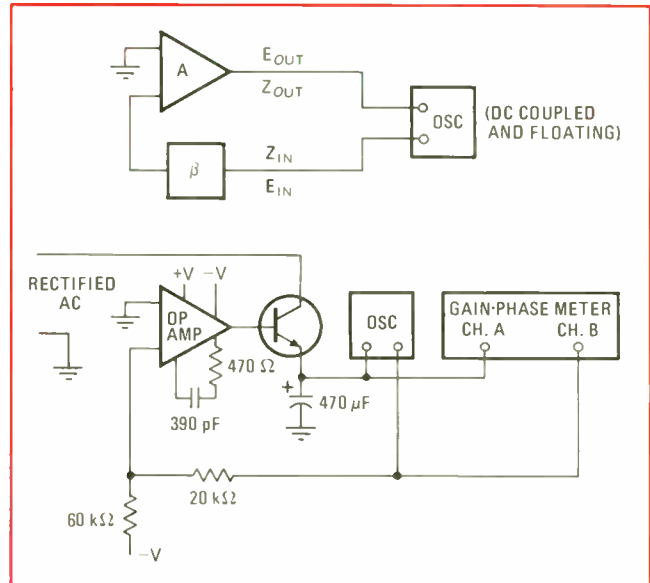 A
E OUT
Z OUT
OSC
(DC COUPLED
AND FLOATING)
β
Z IN
E IN
RECTIFIED
AC
+V
−V
OP
AMP
470 Ω
390 pF
+
470 µF
OSC
GAIN-PHASE METER
CH. A
CH. B
20 kΩ
60 kΩ
−V